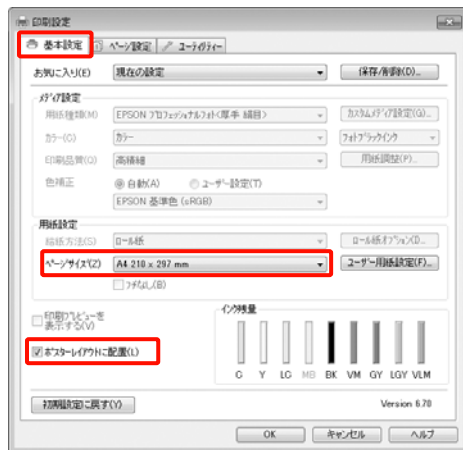 印刷設定
基本設定 ページ設定 ユーティリティー
お気に入り(E) 現在の設定 保存/削除(D)...
メディア設定
用紙種類(M) EPSON プロフェッショナルフォト<厚手 絹目> カスタムメディア設定(Q)...
カラー(C) カラー フォトブラックインク
印刷品質(Q) 高精細 用紙調整(P)...
色補正 自動(A) ユーザー設定(T)
EPSON 基準色 (sRGB)
用紙設定
給紙方法(S) ロール紙 ロール紙オプション(O)...
ページサイズ(Z) A4 210 x 297 mm ユーザー用紙設定(F)...
フチなし(B)
印刷プレビューを
表示する(V)
インク残量
ポスターレイアウトに配置(L)
C Y LC MB BK VM GY LGY VLM
初期設定に戻す(Y) Version 6.70
OK キャンセル ヘルプ